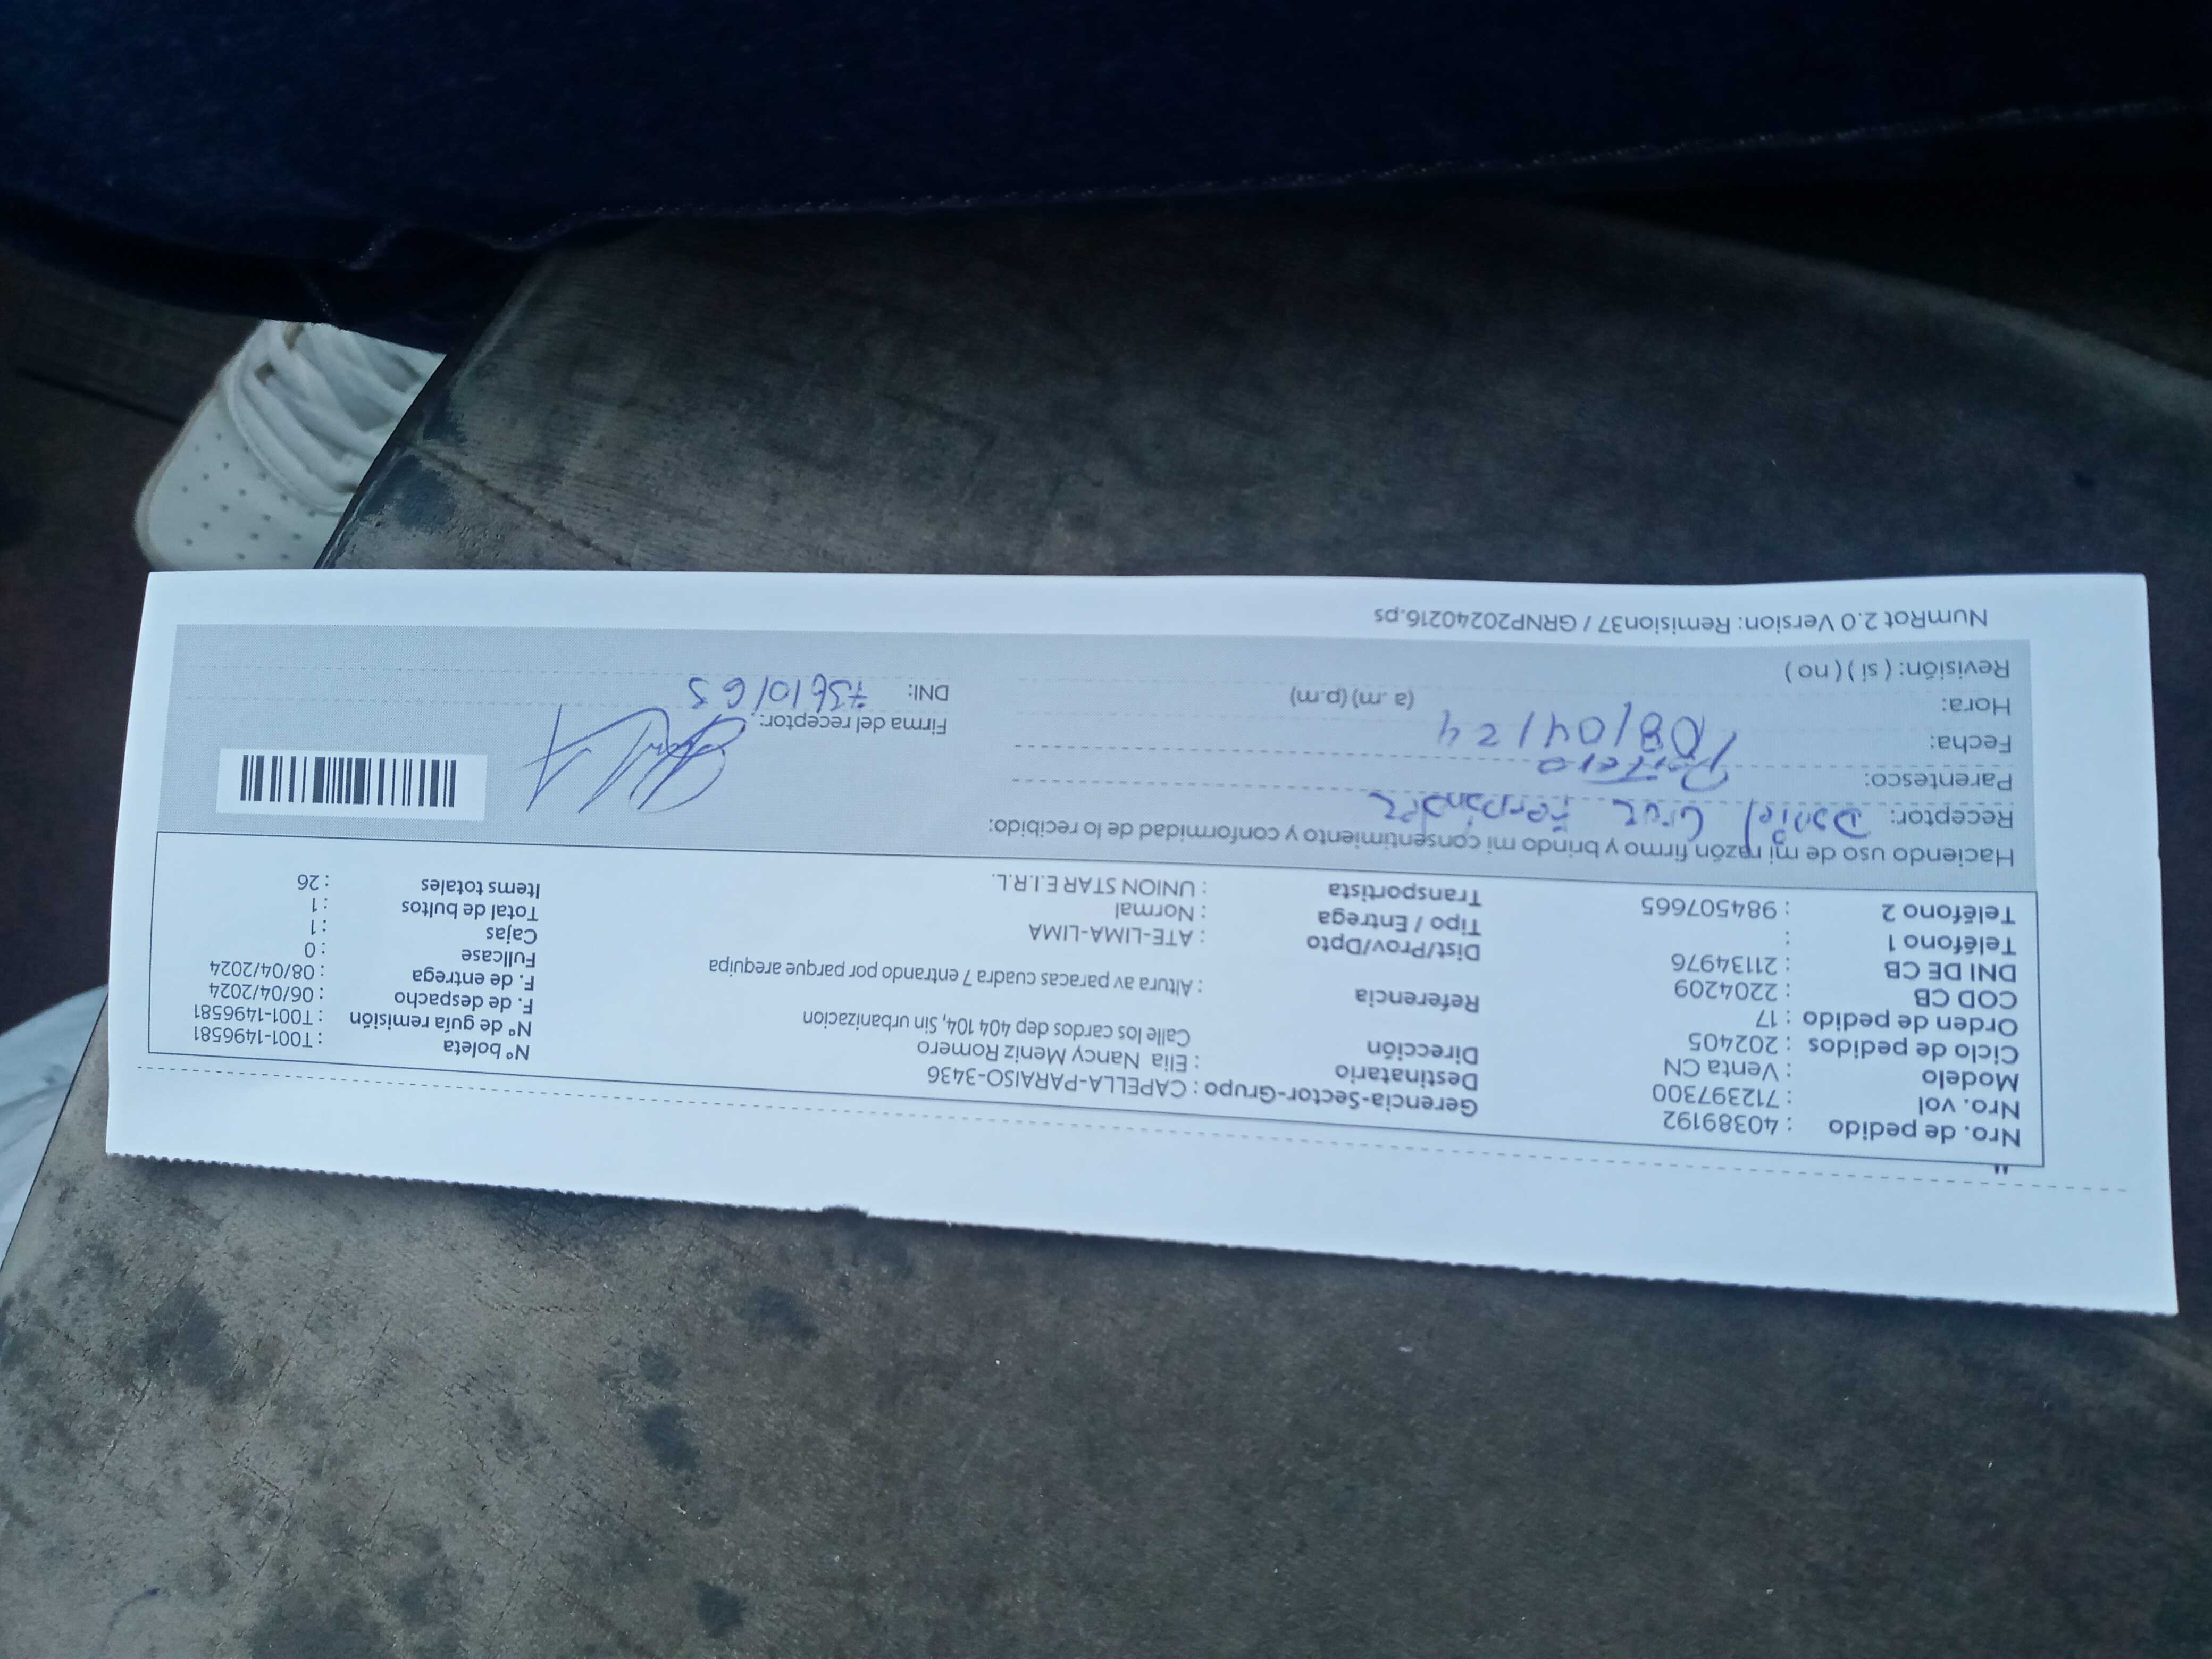 Nro. de pedido : 40389192
Nro. vol : 712397300
Modelo : Venta CN
Ciclo de pedidos : 202405
Orden de pedido : 17
COD CB : 2204209
DNI DE CB : 21134976
Teléfono 1 :
Teléfono 2 : 984507665
Gerencia-Sector-Grupo : CAPELLA-PARAISO-3436
Destinatario : Elia Nancy Meniz Romero
Dirección Calle los cardos dep 404 104, Sin urbanizacion
Referencia : Altura av paracas cuadra 7 entrando por parque arequipa
Dist/Prov/Dpto : ATE-LIMA-LIMA
Tipo / Entrega : Normal
Transportista : UNION STAR E.I.R.L.
Nº boleta : T001-1496581
Nº de guía remisión : T001-1496581
F. de despacho : 06/04/2024
F. de entrega : 08/04/2024
Fullcase : 0
Cajas : 1
Total de bultos : 1
Items totales : 26
Haciendo uso de mi razón firmo y brindo mi consentimiento y conformidad de lo recibido:
Receptor: Daniel Cruz Fernandez
Parentesco: Portero
Fecha: 08/04/24
Hora: (a .m) (p.m)
Revisión: ( si ) ( no )
Firma del receptor:
DNI: 73610163
NumRot 2.0 Version: Remision37 / GRNP20240216.ps